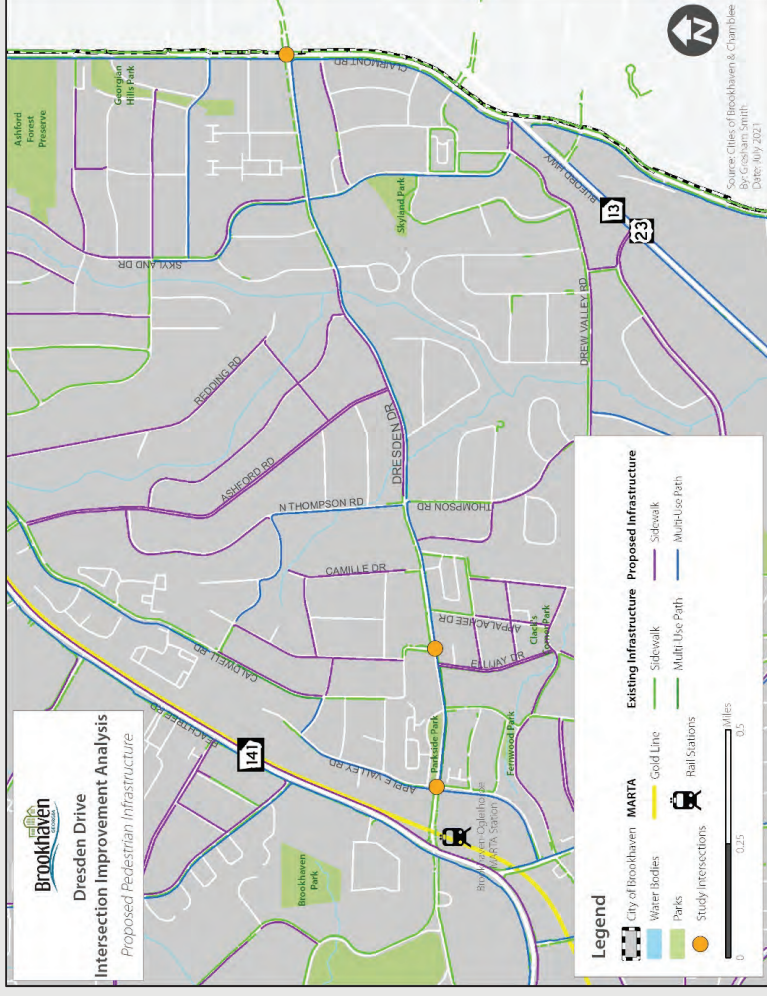 Brookhaven
GEORGIA
Dresden Drive
Intersection Improvement Analysis
Proposed Pedestrian Infrastructure
Ashford
Forest
Preserve
Georgian
Hills Park
CLAIRMONT RD
N
Source: Cities of Brookhaven & Chamblee
By: Gresham Smith
Date: July 2021
SKYLAND DR
Skyland Park
BUFORD HWY
13
23
REDDING RD
DREW VALLEY RD
ASHFORD RD
DRESDEN DR
N THOMPSON RD
THOMPSON RD
CAMILLE DR
APPALACHEE DR
CALDWELL RD
ELLIJAY DR
PEACHTREE RD
141
APPLE VALLEY RD
Parkside Park
Fernwood Park
Brookhaven
Park
Brookhaven-Oglethorpe
MARTA Station
Legend
City of Brookhaven
Water Bodies
Parks
Study Intersections
MARTA
Gold Line
Rail Stations
Existing Infrastructure
Sidewalk
Multi-Use Path
Proposed Infrastructure
Sidewalk
Multi-Use Path
0
0.25
0.5
Miles